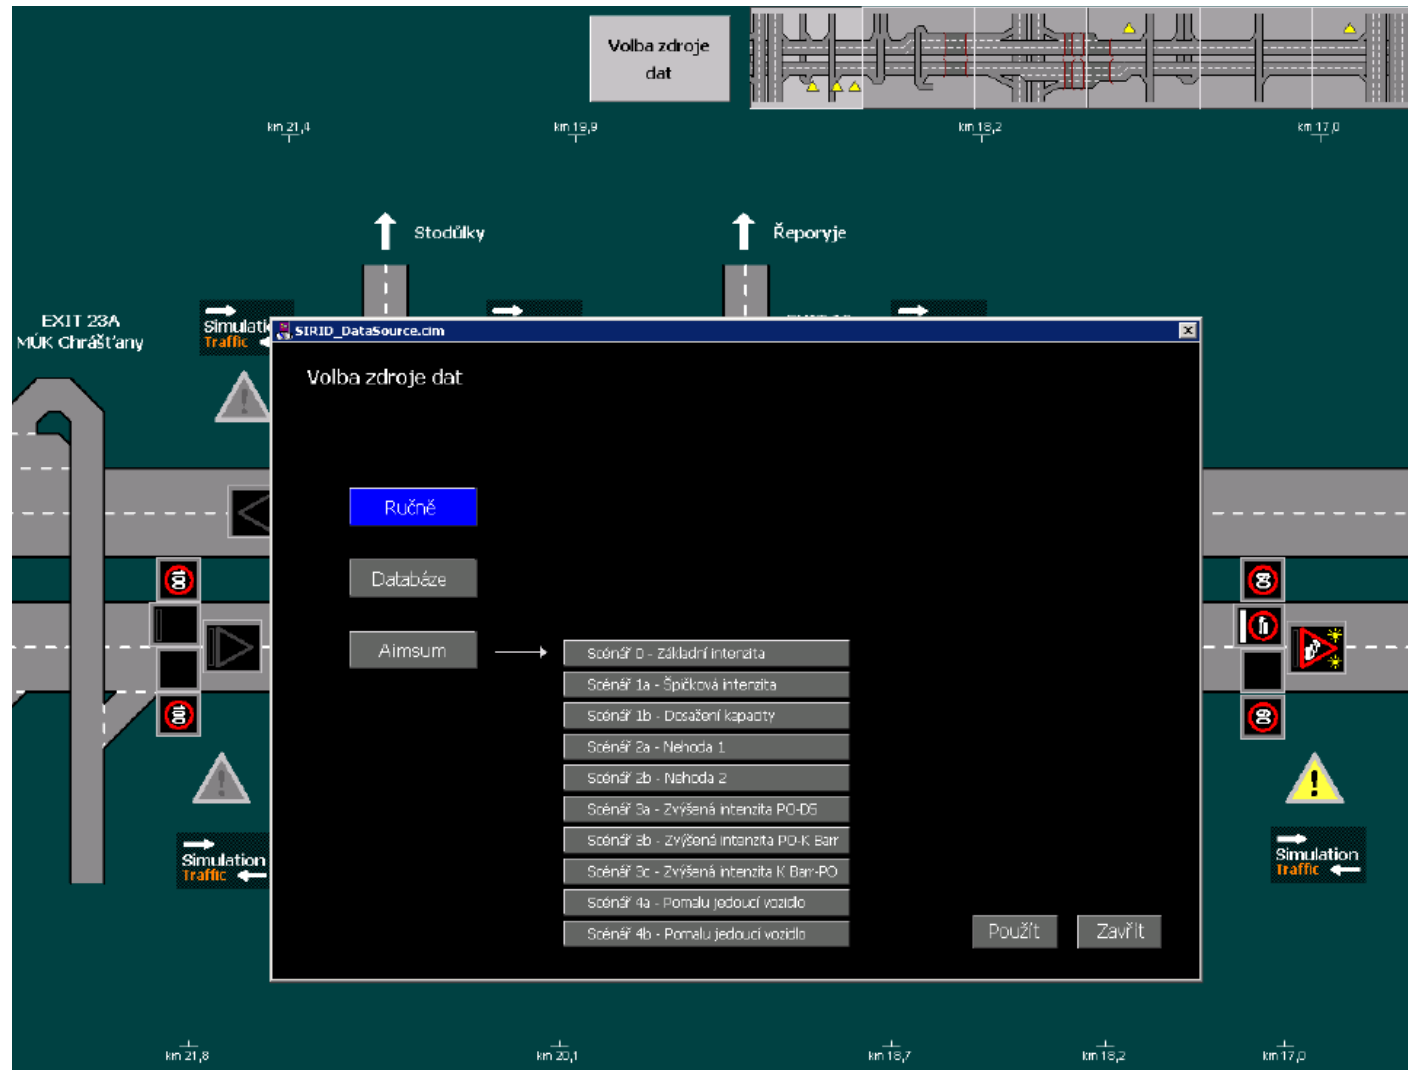 Volba zdroje
dat
km 21,4
km 19,9
km 18,2
km 17,0
Stodůlky
Řeporyje
EXIT 23A
MÚK Chrášťany
Traffic
SIRID_DataSource.cim
Volba zdroje dat
Ručně
Databáze
Aimsum
Scénář 0 - Základní intenzita
Scénář 1a - Špičková intenzita
Scénář 1b - Dosažení kapacity
Scénář 2a - Nehoda 1
Scénář 2b - Nehoda 2
Scénář 3a - Zvýšená intenzita PO-D5
Scénář 3b - Zvýšená intenzita PO-K Barr
Scénář 3c - Zvýšená intenzita K Barr-PO
Scénář 4a - Pomalu jedoucí vozidlo
Scénář 4b - Pomalu jedoucí vozidlo
Použít
Zavřít
100
100
Simulation
Traffic
Simulation
Traffic
km 21,8
km 20,1
km 18,7
km 18,2
km 17,0